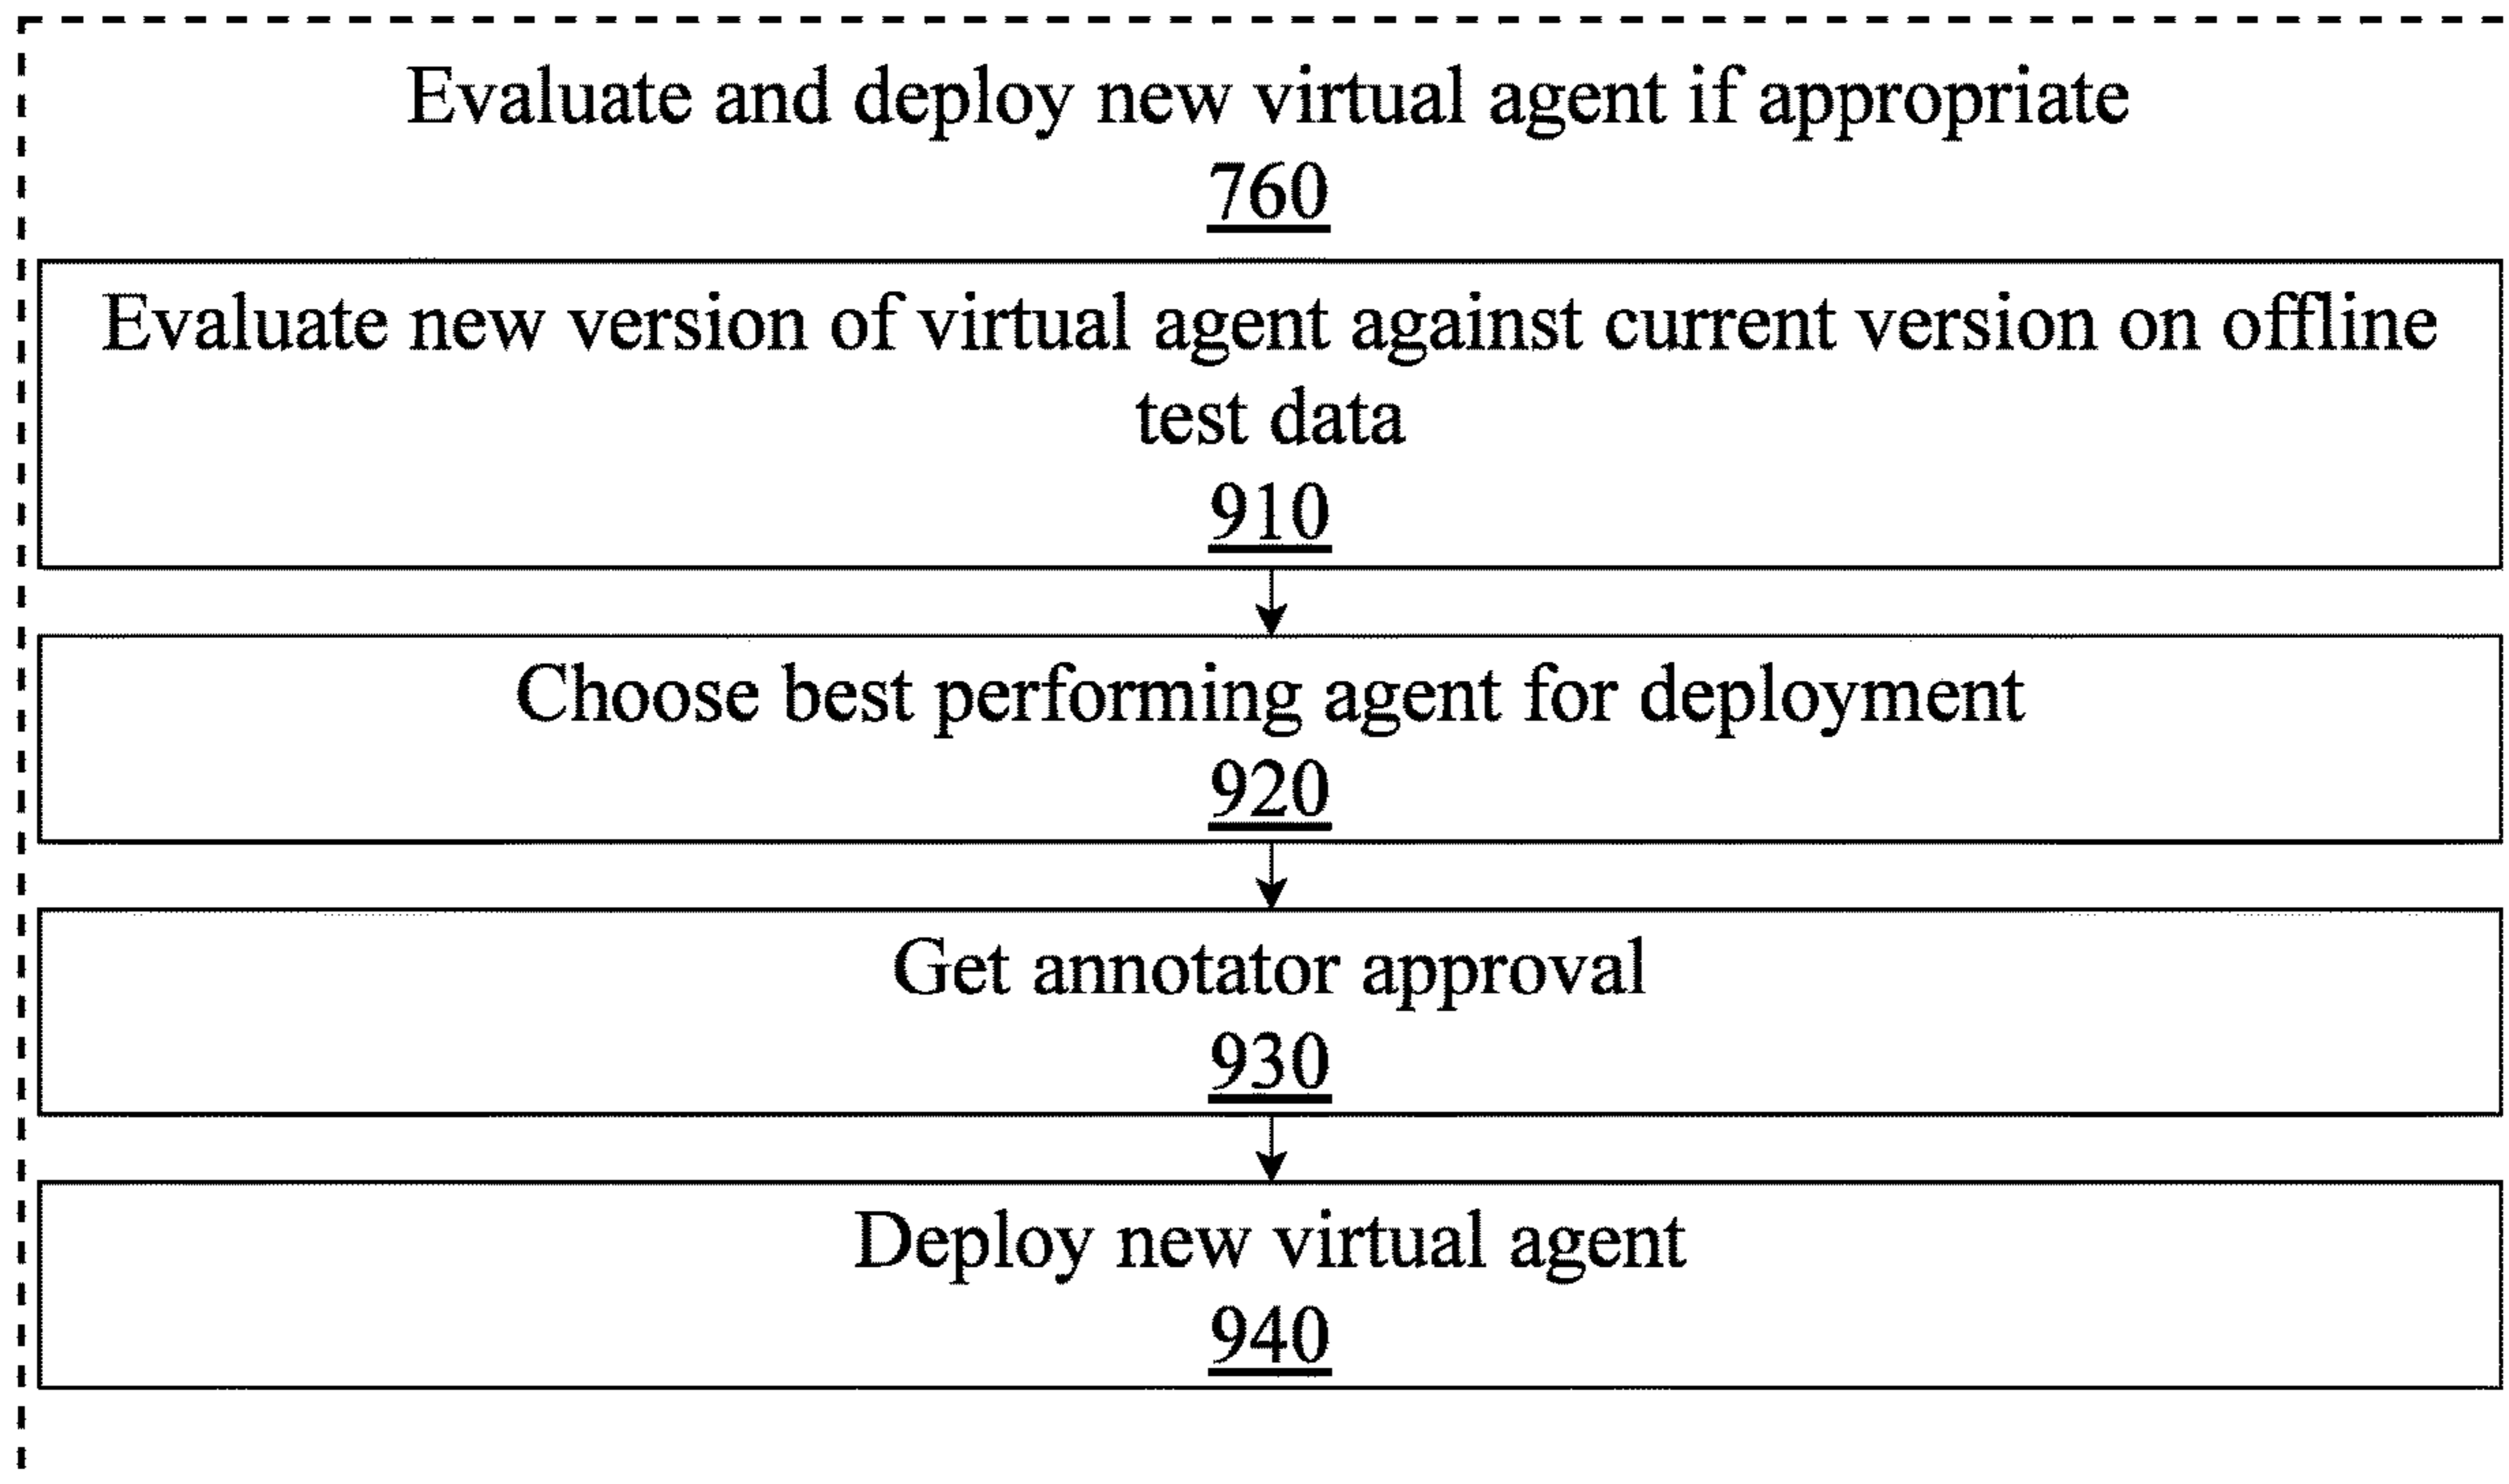 Evaluate and deploy new virtual agent if appropriate
760
Evaluate new version of virtual agent against current version on offline
test data
910
Choose best performing agent for deployment
920
Get annotator approval
930
Deploy new virtual agent
940